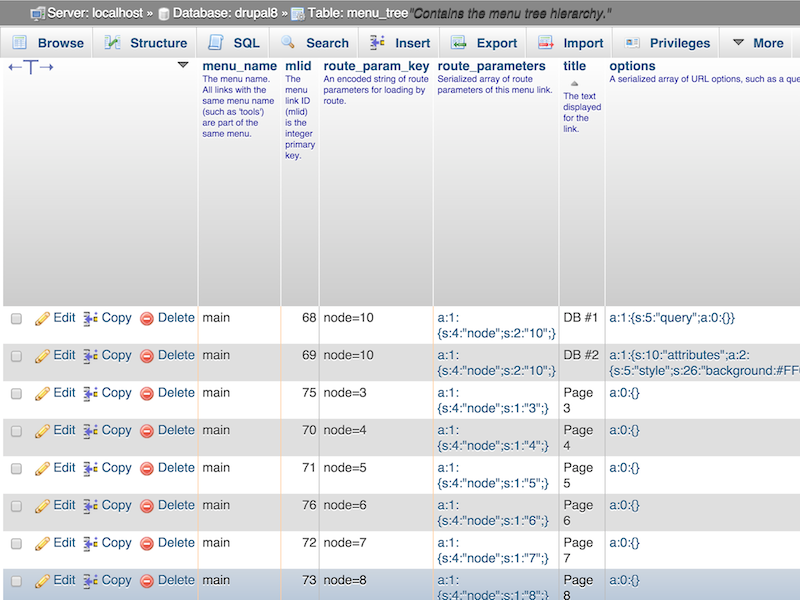 Server: localhost » Database: drupal8 » Table: menu_tree "Contains the menu tree hierarchy."
Browse Structure SQL Search Insert Export Import Privileges More
←T→ menu_name mlid route_param_key route_parameters title options
The menu name. All links with the same menu name (such as 'tools') are part of the same menu.
The menu link ID (mlid) is the integer primary key.
An encoded string of route parameters for loading by route.
Serialized array of route parameters of this menu link.
The text displayed for the link.
A serialized array of URL options, such as a
Edit Copy Delete main 68 node=10 a:1: DB #1 a:1:{s:5:"query";a:0:{}}
{s:4:"node";s:2:"10";}
Edit Copy Delete main 69 node=10 a:1: DB #2 a:1:{s:10:"attributes";a:2:
{s:4:"node";s:2:"10";} {s:5:"style";s:26:"background:#FF
Edit Copy Delete main 75 node=3 a:1: Page a:0:{}
{s:4:"node";s:1:"3";} 3
Edit Copy Delete main 70 node=4 a:1: Page a:0:{}
{s:4:"node";s:1:"4";} 4
Edit Copy Delete main 71 node=5 a:1: Page a:0:{}
{s:4:"node";s:1:"5";} 5
Edit Copy Delete main 76 node=6 a:1: Page a:0:{}
{s:4:"node";s:1:"6";} 6
Edit Copy Delete main 72 node=7 a:1: Page a:0:{}
{s:4:"node";s:1:"7";} 7
Edit Copy Delete main 73 node=8 a:1: Page a:0:{}
{s:4:"node";s:1:"8";} 8